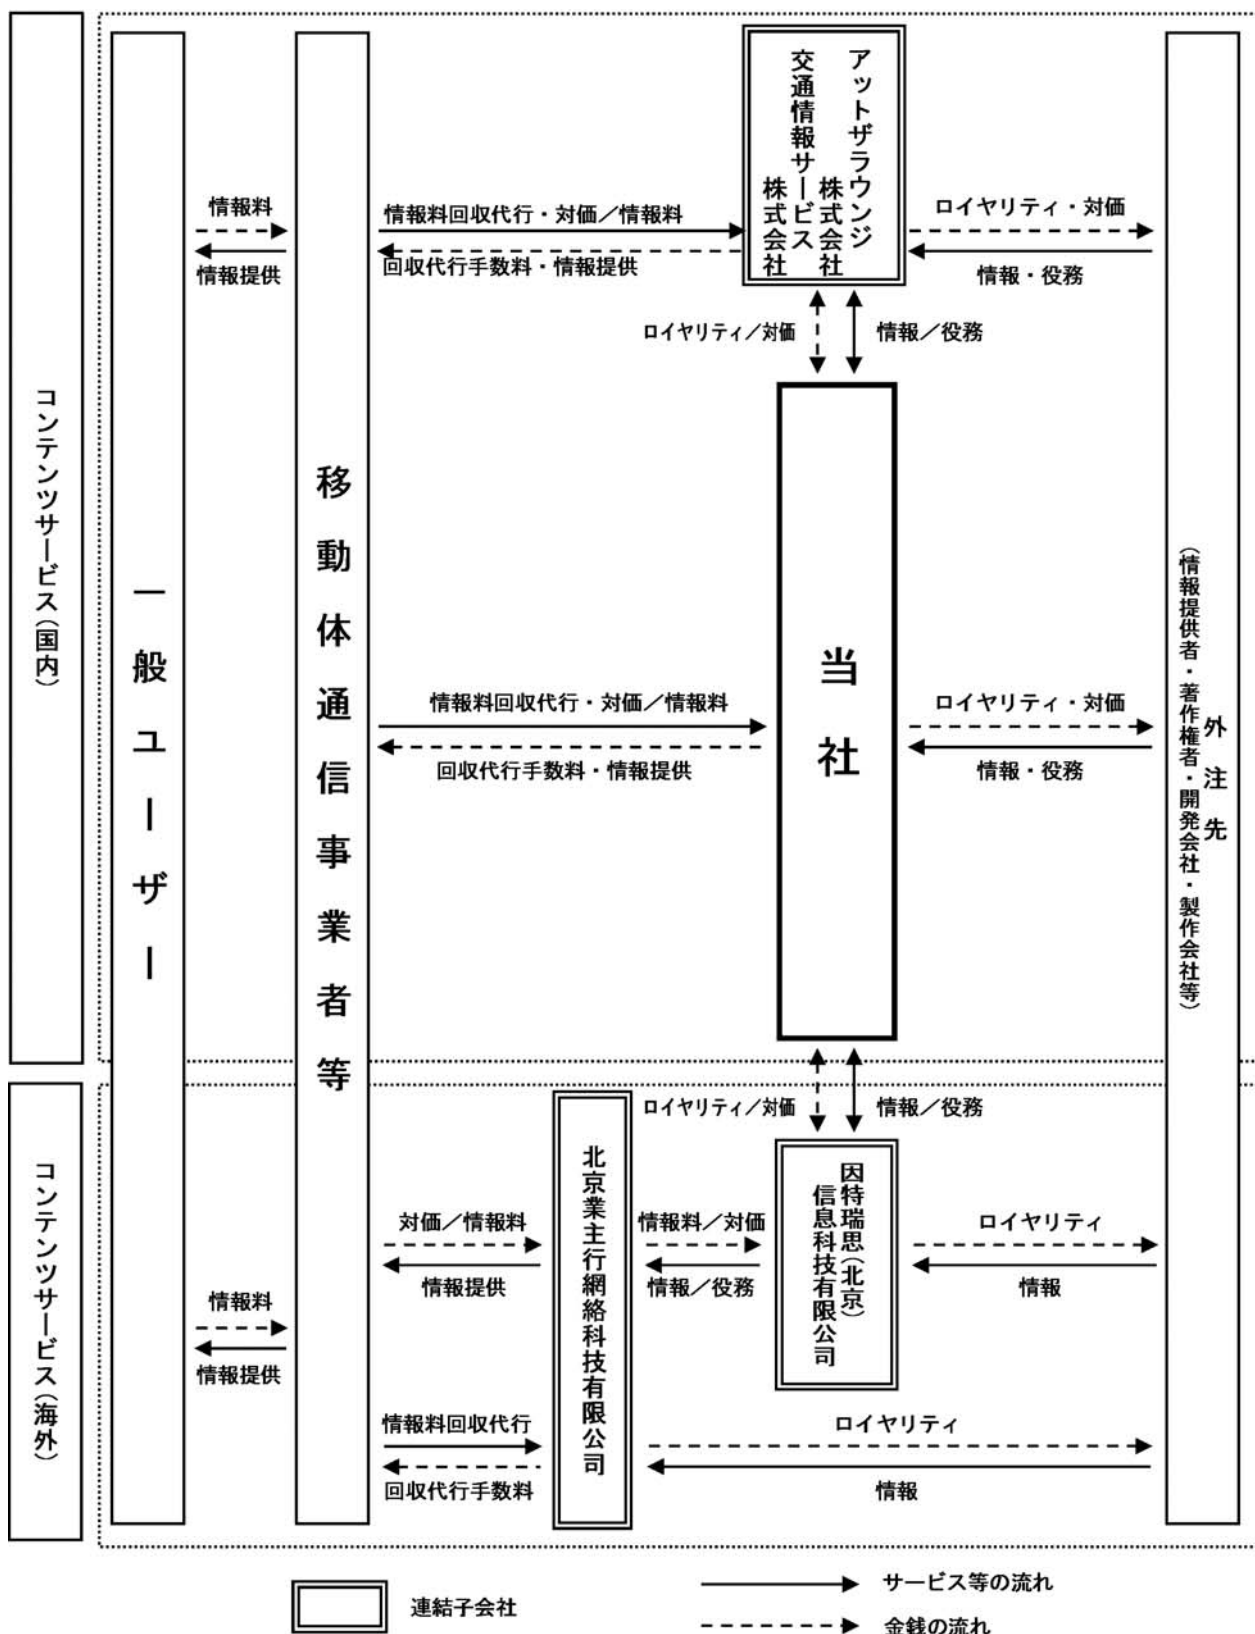 コンテンツサービス(国内)
コンテンツサービス(海外)
一般ユーザー
情報料
情報提供
情報料
情報提供
移動体通信事業者等
情報料回収代行・対価／情報料
回収代行手数料・情報提供
アットザラウンジ
株式会社
交通情報サービス
株式会社
ロイヤリティ・対価
情報・役務
ロイヤリティ／対価
情報／役務
情報料回収代行・対価／情報料
回収代行手数料・情報提供
当社
ロイヤリティ・対価
情報・役務
外注先
(情報提供者・著作権者・開発会社・製作会社等)
ロイヤリティ／対価
情報／役務
対価／情報料
情報提供
北京業主行網絡科技有限公司
情報料／対価
情報／役務
因特瑞思(北京)
信息科技有限公司
ロイヤリティ
情報
情報料回収代行
回収代行手数料
ロイヤリティ
情報
連結子会社
サービス等の流れ
金銭の流れ